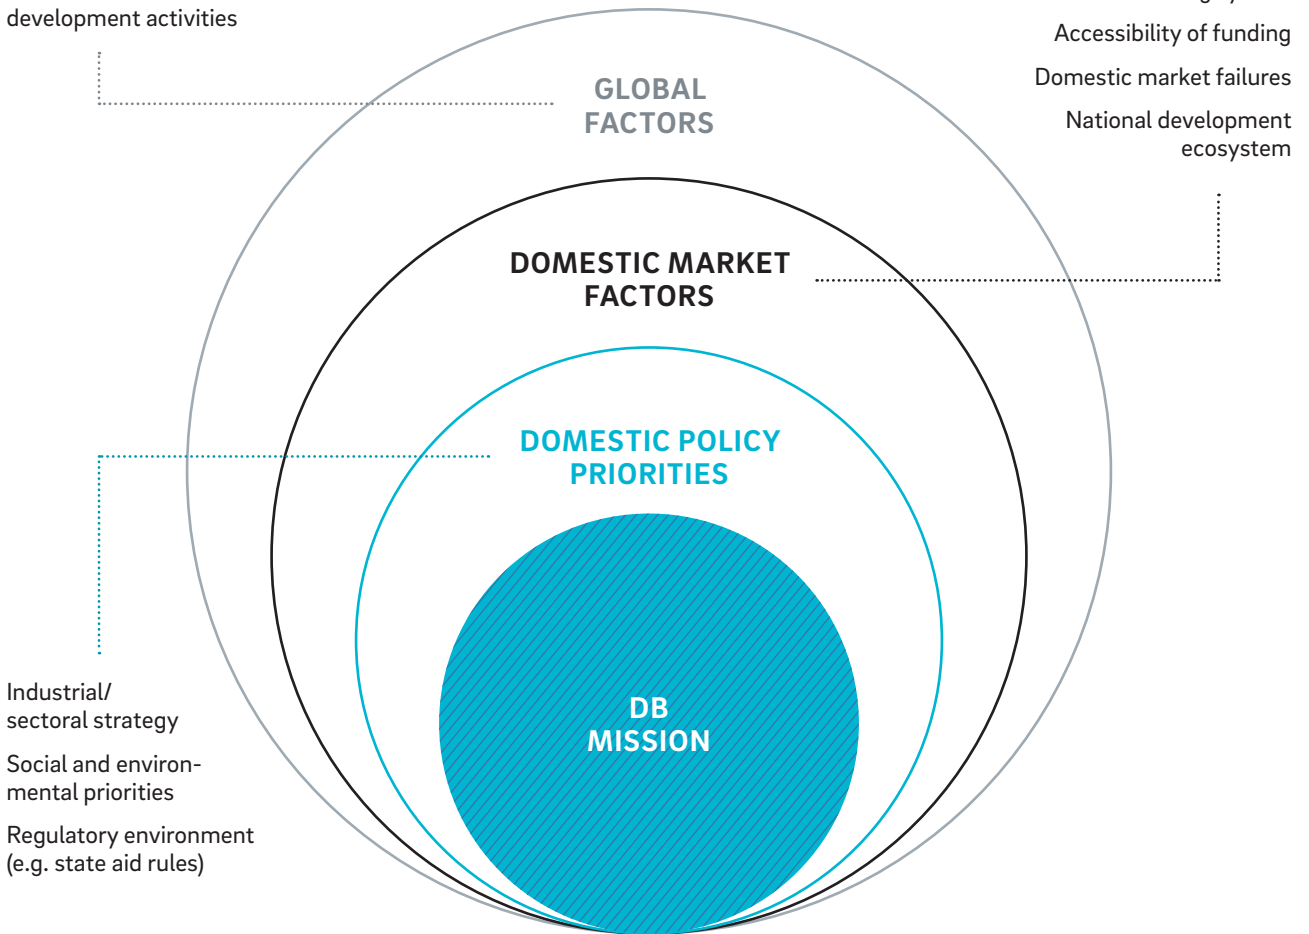 development activities
Accessibility of funding
Domestic market failures
National development
ecosystem
GLOBAL
FACTORS
DOMESTIC MARKET
FACTORS
DOMESTIC POLICY
PRIORITIES
DB
MISSION
Industrial/
sectoral strategy
Social and environ-
mental priorities
Regulatory environment
(e.g. state aid rules)